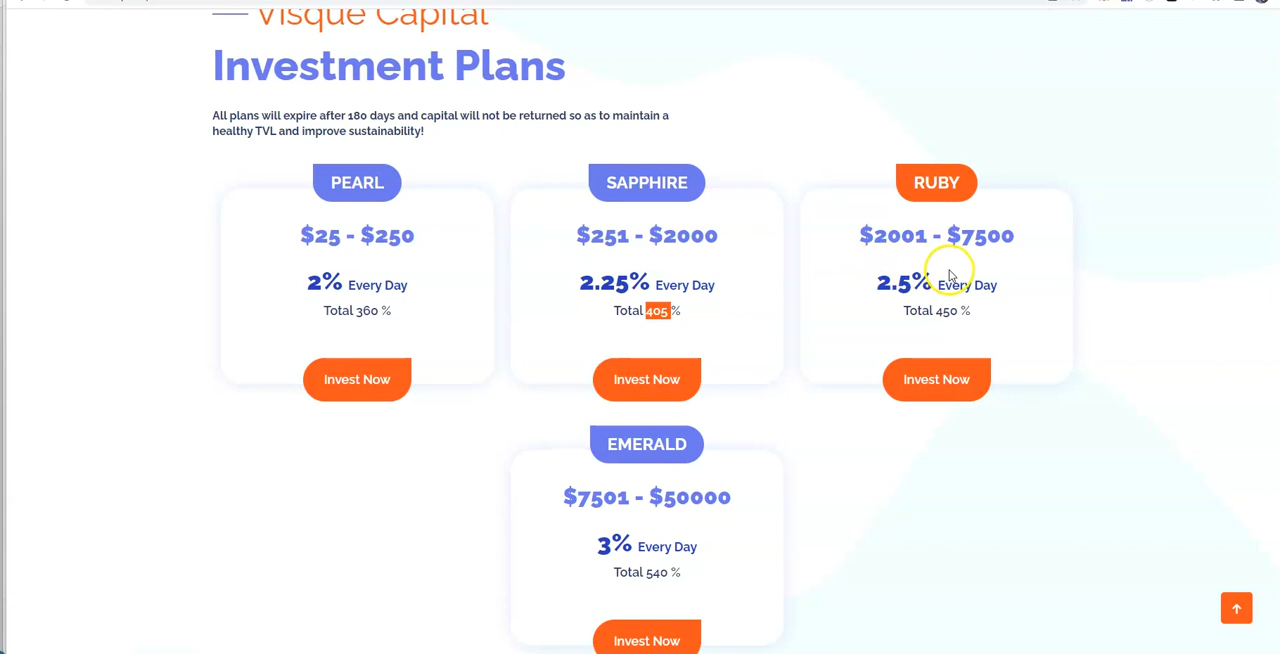 Visque Capital
Investment Plans
All plans will expire after 180 days and capital will not be returned so as to maintain a
healthy TVL and improve sustainability!
PEARL
$25 - $250
2% Every Day
Total 360 %
Invest Now
SAPPHIRE
$251 - $2000
2.25% Every Day
Total 405 %
Invest Now
RUBY
$2001 - $7500
2.5% Every Day
Total 450 %
Invest Now
EMERALD
$7501 - $50000
3% Every Day
Total 540 %
Invest Now